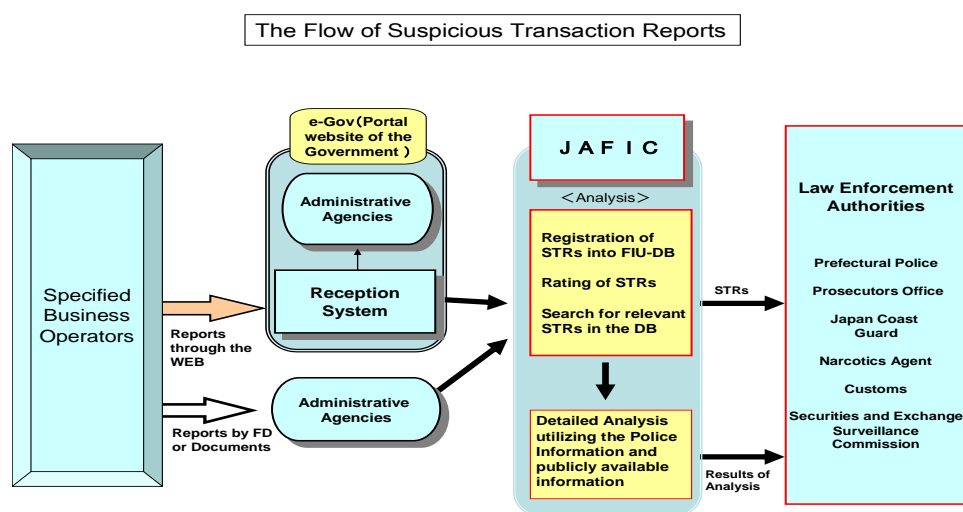 The Flow of Suspicious Transaction Reports
Specified
Business
Operators
Reports
through the
WEB
Reports by FD
or Documents
e-Gov(Portal
website of the
Government )
Administrative
Agencies
Reception
System
Administrative
Agencies
ＪＡＦＩＣ
＜Analysis＞
Registration of
STRs into FIU-DB
Rating of STRs
Search for relevant
STRs in the DB
Detailed Analysis
utilizing the Police
Information and
publicly available
information
STRs
Results of
Analysis
Law Enforcement
Authorities
Prefectural Police
Prosecutors Office
Japan Coast
Guard
Narcotics Agent
Customs
Securities and Exchange
Surveillance
Commission